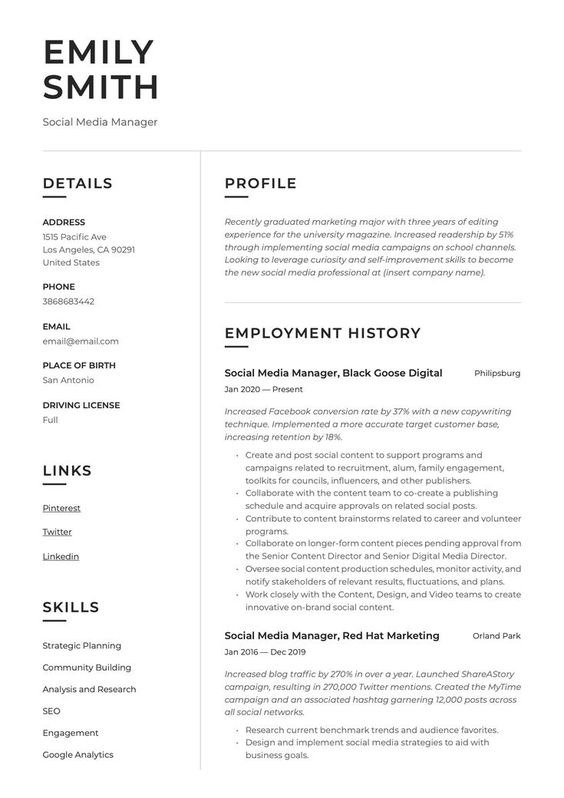 EMILY
SMITH
Social Media Manager
DETAILS
ADDRESS
1515 Pacific Ave
Los Angeles, CA 90291
United States
PHONE
3868683442
EMAIL
email@email.com
PLACE OF BIRTH
San Antonio
DRIVING LICENSE
Full
LINKS
Pinterest
Twitter
Linkedin
SKILLS
Strategic Planning
Community Building
Analysis and Research
SEO
Engagement
Google Analytics
PROFILE
Recently graduated marketing major with three years of editing
experience for the university magazine. Increased readership by 51%
through implementing social media campaigns on school channels.
Looking to leverage curiosity and self-improvement skills to become
the new social media professional at (insert company name).
EMPLOYMENT HISTORY
Social Media Manager, Black Goose Digital Philipsburg
Jan 2020 — Present
Increased Facebook conversion rate by 37% with a new copywriting
technique. Implemented a more accurate target customer base,
increasing retention by 18%.
• Create and post social content to support programs and
campaigns related to recruitment, alum, family engagement,
toolkits for councils, influencers, and other publishers.
• Collaborate with the content team to co-create a publishing
schedule and acquire approvals on related social posts.
• Contribute to content brainstorms related to career and volunteer
programs.
• Collaborate on longer-form content pieces pending approval from
the Senior Content Director and Senior Digital Media Director.
• Oversee social content production schedules, monitor activity, and
notify stakeholders of relevant results, fluctuations, and plans.
• Work closely with the Content, Design, and Video teams to create
innovative on-brand social content.
Social Media Manager, Red Hat Marketing Orland Park
Jan 2016 — Dec 2019
Increased blog traffic by 270% in over a year. Launched ShareAStory
campaign, resulting in 270,000 Twitter mentions. Created the MyTime
campaign and an associated hashtag garnering 12,000 posts across
all social networks.
• Research current benchmark trends and audience favorites.
• Design and implement social media strategies to aid with
business goals.